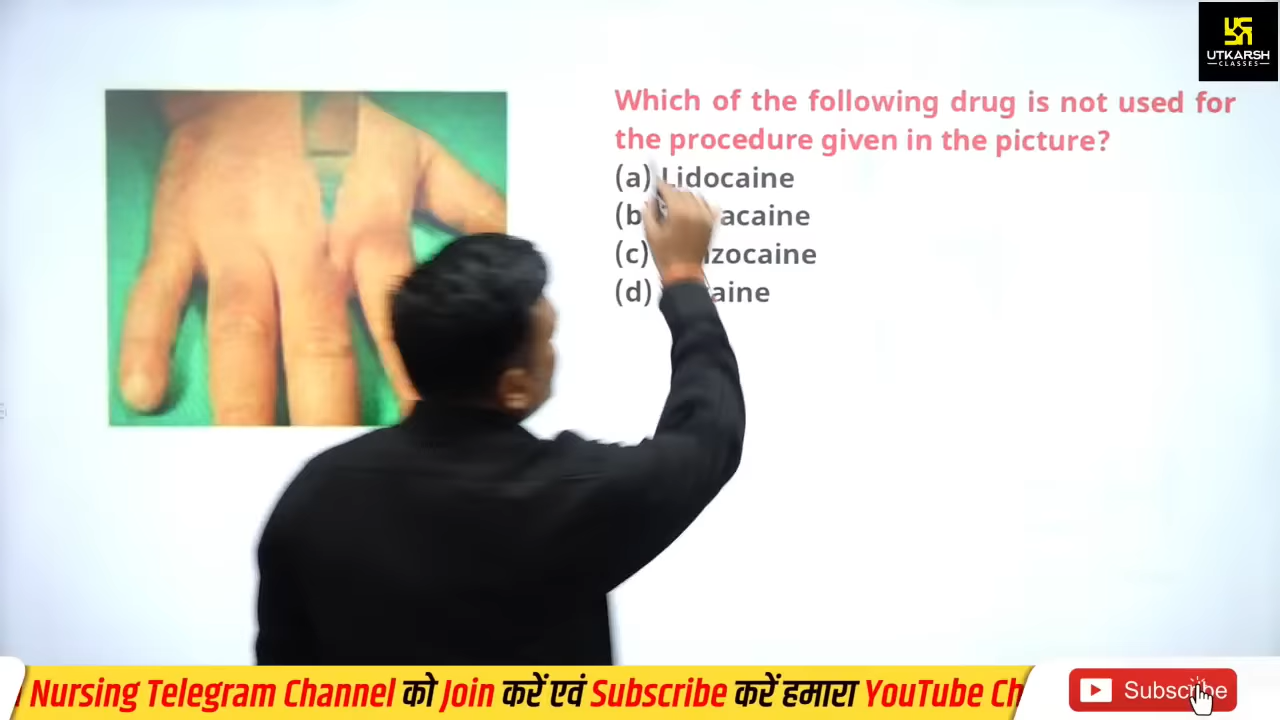 UTKARSH
CLASSES
Which of the following drug is not used for
the procedure given in the picture?
(a) Lidocaine
(b
(c)
(d)
Nursing Telegram Channel को Join करें एवं Subscribe करें हमारा YouTube Ch
Subscribe